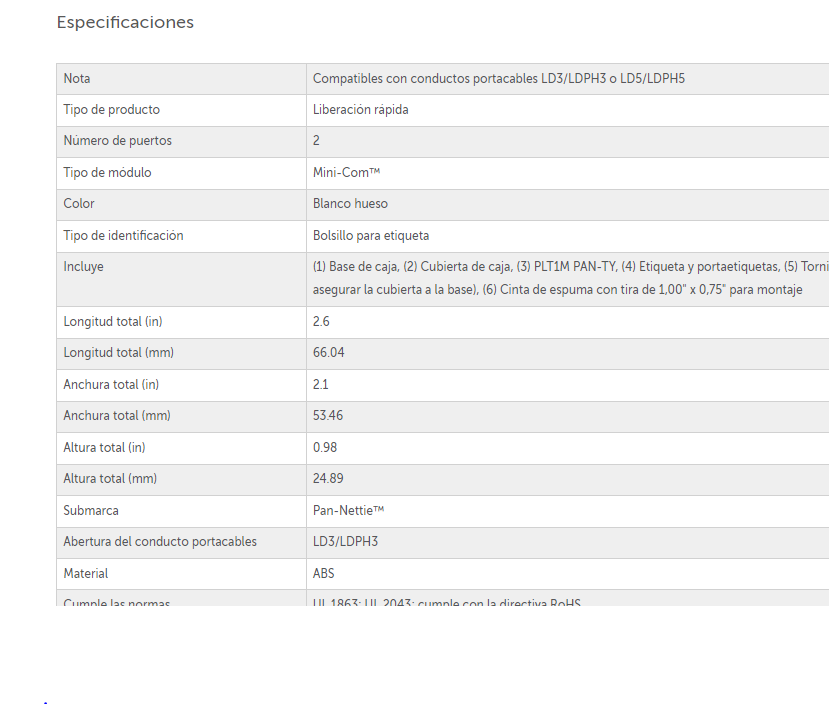 Especificaciones
Nota Compatibles con conductos portacables LD3/LDPH3 o LD5/LDPH5
Tipo de producto Liberación rápida
Número de puertos 2
Tipo de módulo Mini-Com™
Color Blanco hueso
Tipo de identificación Bolsillo para etiqueta
Incluye (1) Base de caja, (2) Cubierta de caja, (3) PLT1M PAN-TY, (4) Etiqueta y portaetiquetas, (5) Torni
asegurar la cubierta a la base), (6) Cinta de espuma con tira de 1,00" x 0,75" para montaje
Longitud total (in) 2.6
Longitud total (mm) 66.04
Anchura total (in) 2.1
Anchura total (mm) 53.46
Altura total (in) 0.98
Altura total (mm) 24.89
Submarca Pan-Nettie™
Abertura del conducto portacables LD3/LDPH3
Material ABS
Cumple las normas UL 1863; UL 2043; cumple con la directiva RoHS